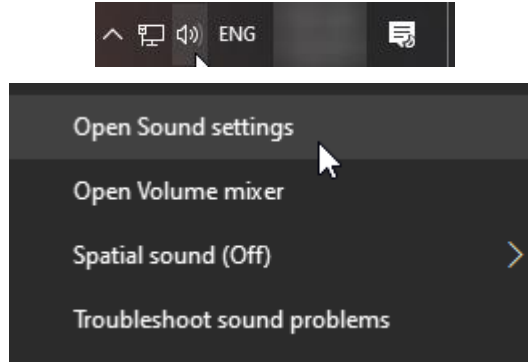 ENG
Open Sound settings
Open Volume mixer
Spatial sound (Off)
Troubleshoot sound problems